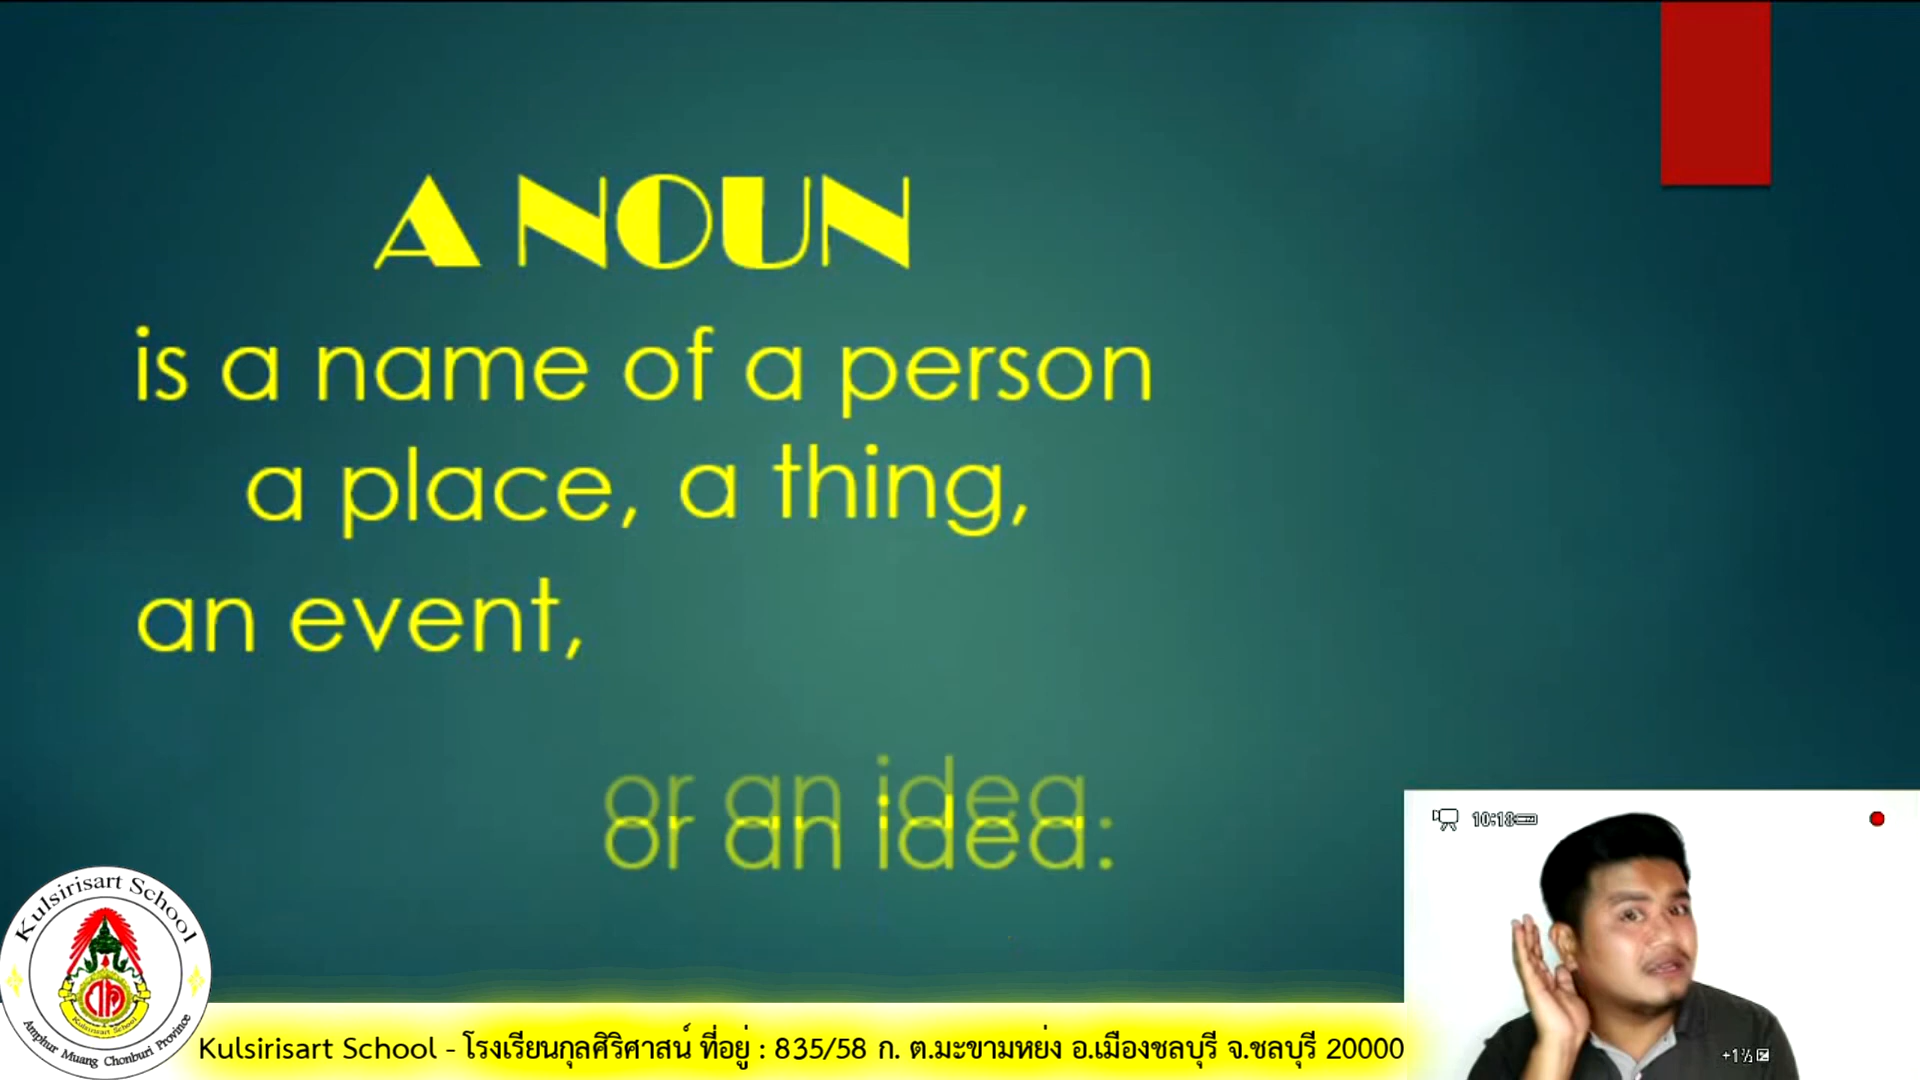 A NOUN
is a name of a person
a place, a thing,
an event,
or an idea.
10:18
Kulsirisart School
Kulsirisart School
Amphur Muang Chonburi Province
Kulsirisart School - โรงเรียนกุลศิริศาสน์ ที่อยู่ : 835/58 ก. ต.มะขามหย่ง อ.เมืองชลบุรี จ.ชลบุรี 20000